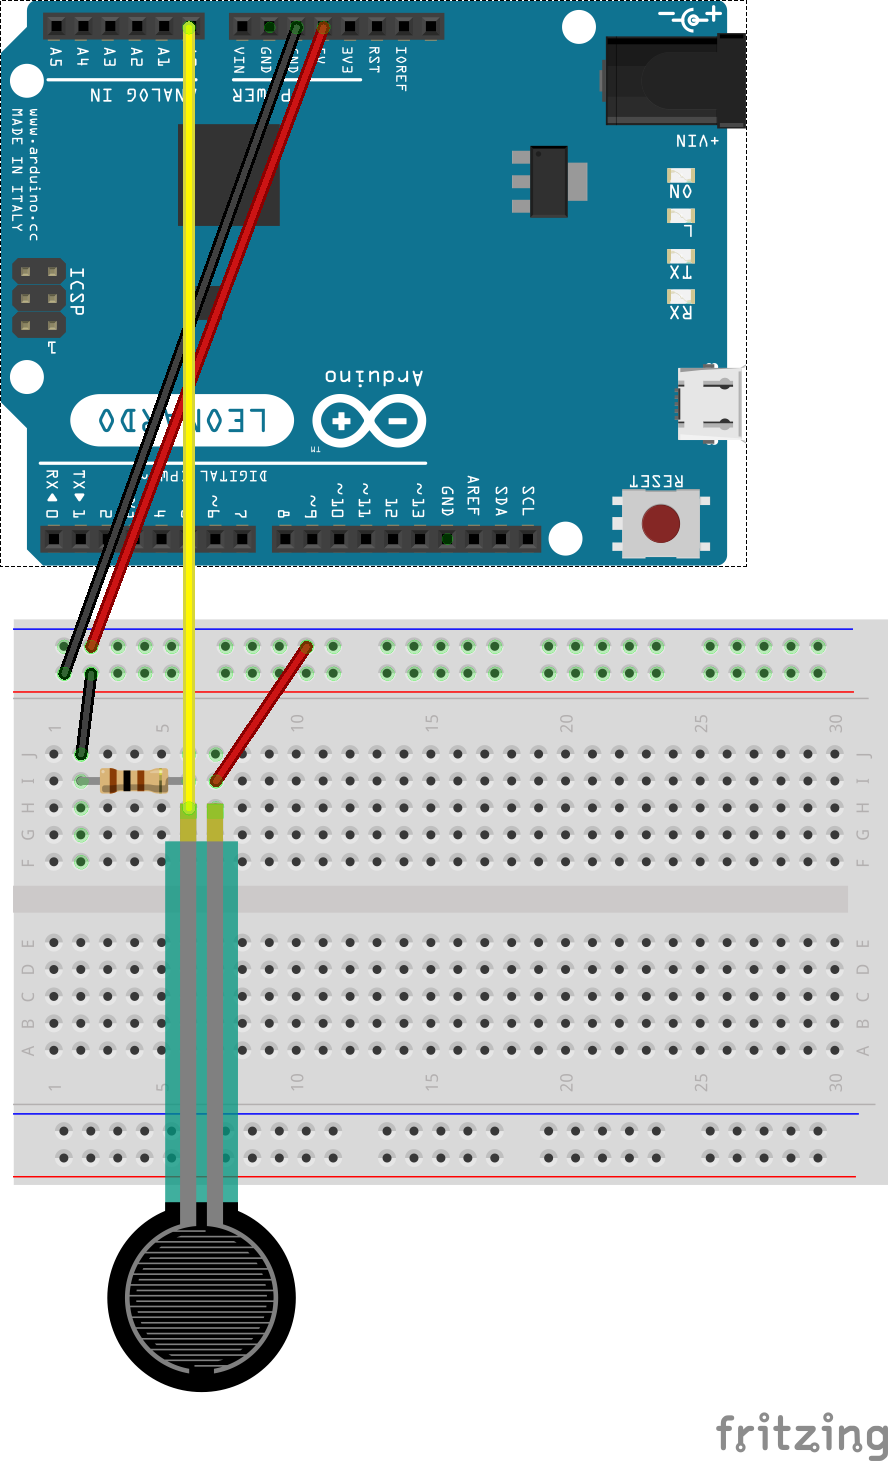 A5 A4 A3 A2 A1
VIN GND GND 5V 3V3 RST IOREF
ANALOG IN
POWER
www.arduino.cc
MADE IN ITALY
+VIN
ON
L
TX
RX
ICSP
1
Arduino
TM
LEONARDO
DIGITAL (PWM ~)
RX 0 TX 1 2 4 ~6 7
8 ~9 ~10 ~11 12 ~13 GND AREF SDA SCL
RESET
1 5 10 15 20 25 30
J J
I I
H H
G G
F F
E E
D D
C C
B B
A A
1 5 10 15 20 25 30
fritzing